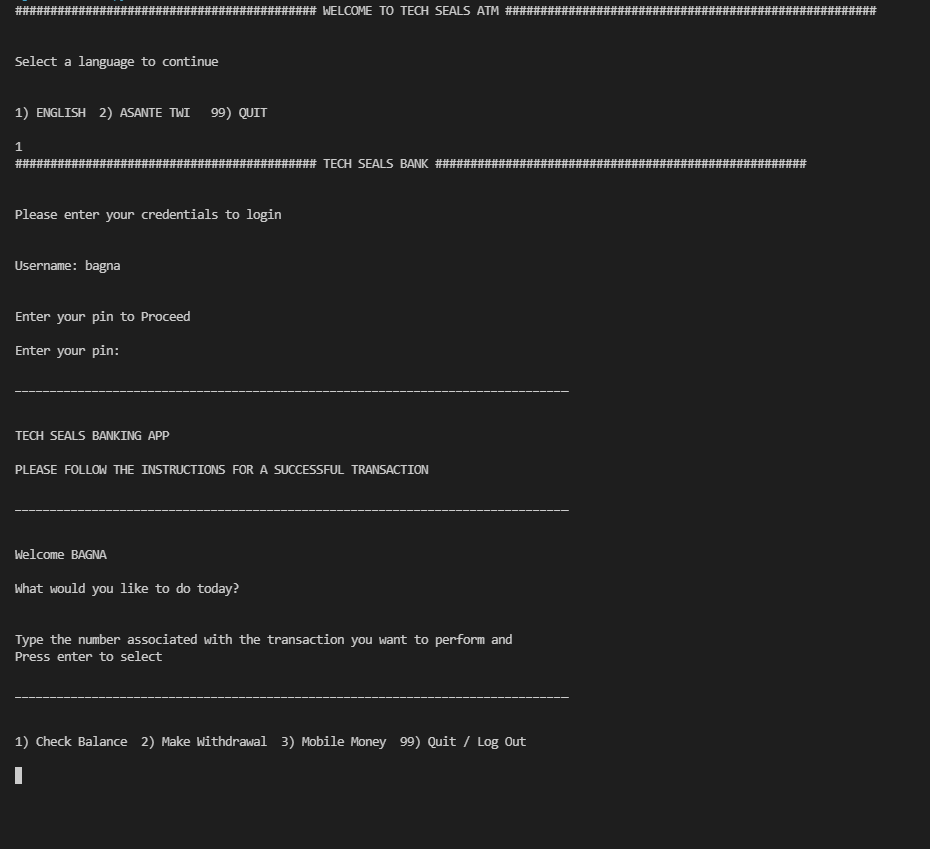 ########################################### WELCOME TO TECH SEALS ATM #####################################################
Select a language to continue
1) ENGLISH  2) ASANTE TWI   99) QUIT
1
########################################### TECH SEALS BANK #####################################################
Please enter your credentials to login
Username: bagna
Enter your pin to Proceed
Enter your pin:
_______________________________________________________________________________
TECH SEALS BANKING APP
PLEASE FOLLOW THE INSTRUCTIONS FOR A SUCCESSFUL TRANSACTION
_______________________________________________________________________________
Welcome BAGNA
What would you like to do today?
Type the number associated with the transaction you want to perform and
Press enter to select
_______________________________________________________________________________
1) Check Balance  2) Make Withdrawal  3) Mobile Money  99) Quit / Log Out